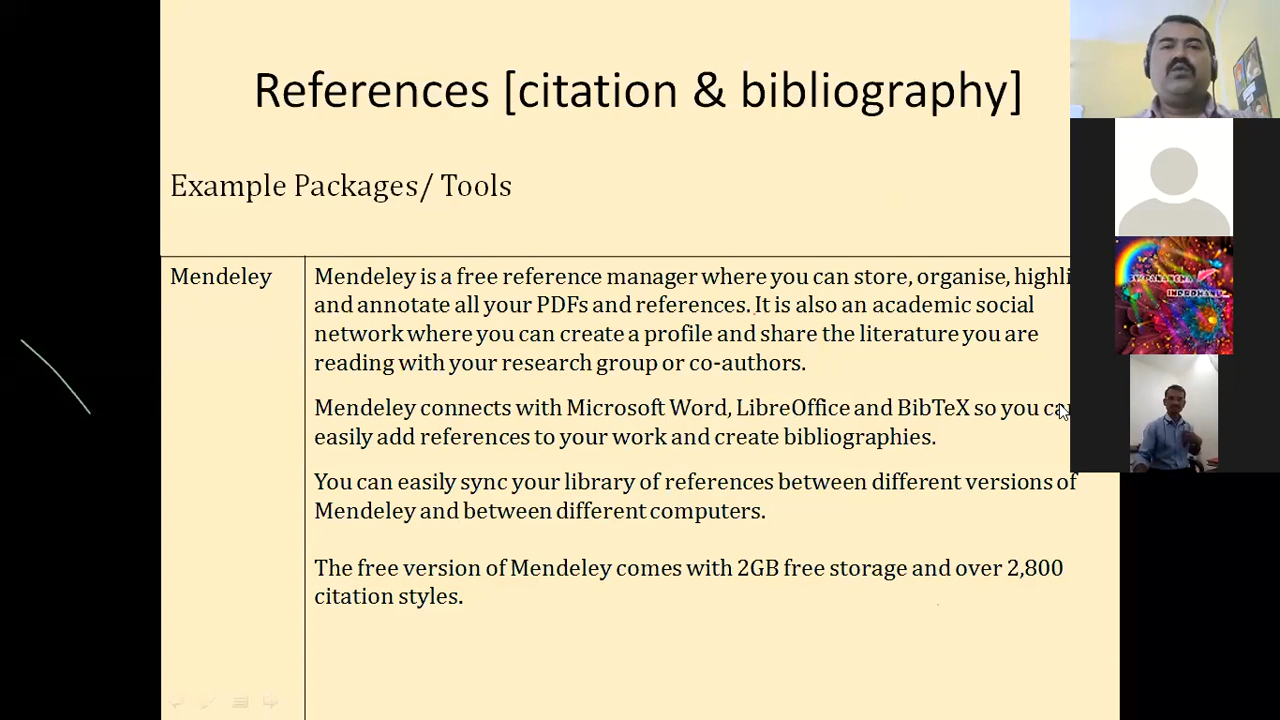 References [citation & bibliography]
Example Packages/ Tools
Mendeley
Mendeley is a free reference manager where you can store, organise, highli
and annotate all your PDFs and references. It is also an academic social
network where you can create a profile and share the literature you are
reading with your research group or co-authors.
Mendeley connects with Microsoft Word, LibreOffice and BibTeX so you
easily add references to your work and create bibliographies.
You can easily sync your library of references between different versions of
Mendeley and between different computers.
The free version of Mendeley comes with 2GB free storage and over 2,800
citation styles.